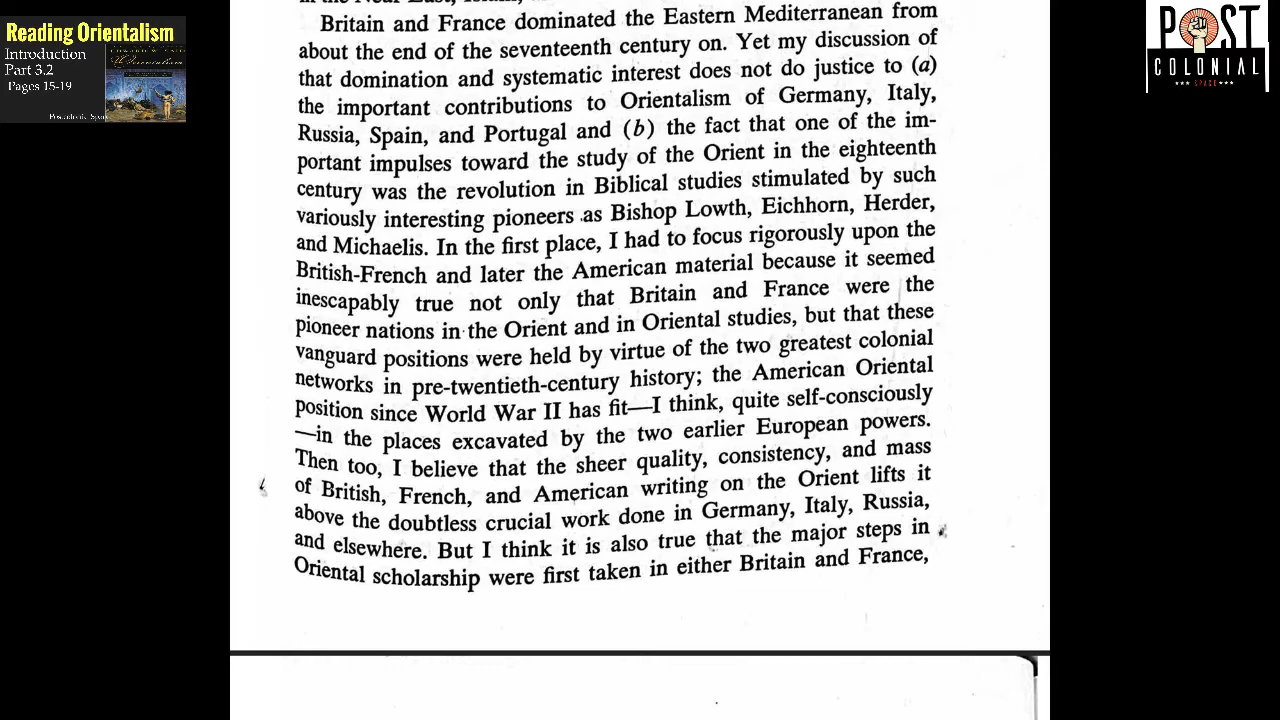 Reading Orientalism
Introduction
Part 3.2
Pages 15-19
Orientalism
POST
COLONIAL
SPACE
Britain and France dominated the Eastern Mediterranean from
about the end of the seventeenth century on. Yet my discussion of
that domination and systematic interest does not do justice to (a)
the important contributions to Orientalism of Germany, Italy,
Russia, Spain, and Portugal and (b) the fact that one of the im-
portant impulses toward the study of the Orient in the eighteenth
century was the revolution in Biblical studies stimulated by such
variously interesting pioneers as Bishop Lowth, Eichhorn, Herder,
and Michaelis. In the first place, I had to focus rigorously upon the
British-French and later the American material because it seemed
inescapably true not only that Britain and France were the
pioneer nations in the Orient and in Oriental studies, but that these
vanguard positions were held by virtue of the two greatest colonial
networks in pre-twentieth-century history; the American Oriental
position since World War II has fit—I think, quite self-consciously
—in the places excavated by the two earlier European powers.
Then too, I believe that the sheer quality, consistency, and mass
of British, French, and American writing on the Orient lifts it
above the doubtless crucial work done in Germany, Italy, Russia,
and elsewhere. But I think it is also true that the major steps in
Oriental scholarship were first taken in either Britain and France,